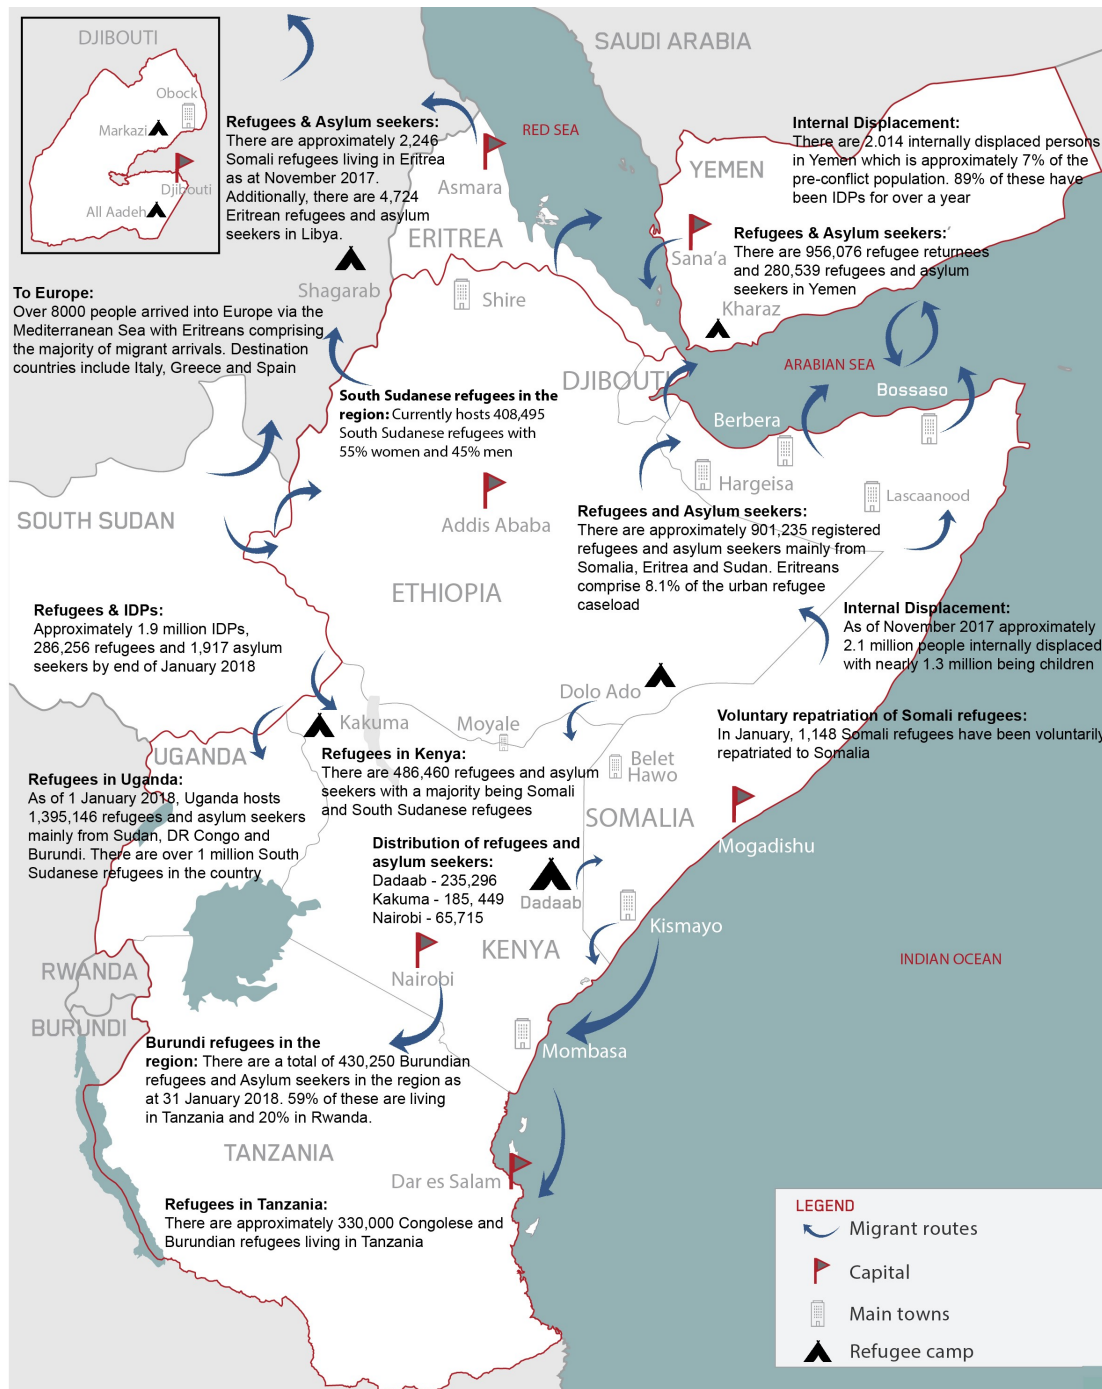 DJIBOUTI
Obock
Markazi
Djibouti
All Aadeh
SAUDI ARABIA
RED SEA
Refugees & Asylum seekers:
There are approximately 2,246
Somali refugees living in Eritrea
as at November 2017.
Additionally, there are 4,724
Eritrean refugees and asylum
seekers in Libya.
Asmara
ERITREA
Shagarab
Shire
YEMEN
Internal Displacement:
There are 2.014 internally displaced persons
in Yemen which is approximately 7% of the
pre-conflict population. 89% of these have
been IDPs for over a year
Refugees & Asylum seekers:
There are 956,076 refugee returnees
and 280,539 refugees and asylum
seekers in Yemen
Sana'a
Kharaz
To Europe:
Over 8000 people arrived into Europe via the
Mediterranean Sea with Eritreans comprising
the majority of migrant arrivals. Destination
countries include Italy, Greece and Spain
DJIBOUTI
ARABIAN SEA
Bossaso
Berbera
Hargeisa
Lascaanood
South Sudanese refugees in the
region: Currently hosts 408,495
South Sudanese refugees with
55% women and 45% men
Addis Ababa
SOUTH SUDAN
ETHIOPIA
Refugees and Asylum seekers:
There are approximately 901,235 registered
refugees and asylum seekers mainly from
Somalia, Eritrea and Sudan. Eritreans
comprise 8.1% of the urban refugee
caseload
Refugees & IDPs:
Approximately 1.9 million IDPs,
286,256 refugees and 1,917 asylum
seekers by end of January 2018
Internal Displacement:
As of November 2017 approximately
2.1 million people internally displaced
with nearly 1.3 million being children
Dolo Ado
Kakuma
Moyale
Belet
Hawo
Voluntary repatriation of Somali refugees:
In January, 1,148 Somali refugees have been voluntarily
repatriated to Somalia
UGANDA
Refugees in Uganda:
As of 1 January 2018, Uganda hosts
1,395,146 refugees and asylum seekers
mainly from Sudan, DR Congo and
Burundi. There are over 1 million South
Sudanese refugees in the country
Refugees in Kenya:
There are 486,460 refugees and asylum
seekers with a majority being Somali
and South Sudanese refugees
SOMALIA
Mogadishu
Distribution of refugees and
asylum seekers:
Dadaab - 235,296
Kakuma - 185, 449
Nairobi - 65,715
Dadaab
Kismayo
KENYA
Nairobi
INDIAN OCEAN
RWANDA
BURUNDI
Mombasa
Burundi refugees in the
region: There are a total of 430,250 Burundian
refugees and Asylum seekers in the region as
at 31 January 2018. 59% of these are living
in Tanzania and 20% in Rwanda.
TANZANIA
Dar es Salam
Refugees in Tanzania:
There are approximately 330,000 Congolese and
Burundian refugees living in Tanzania
LEGEND
Migrant routes
Capital
Main towns
Refugee camp